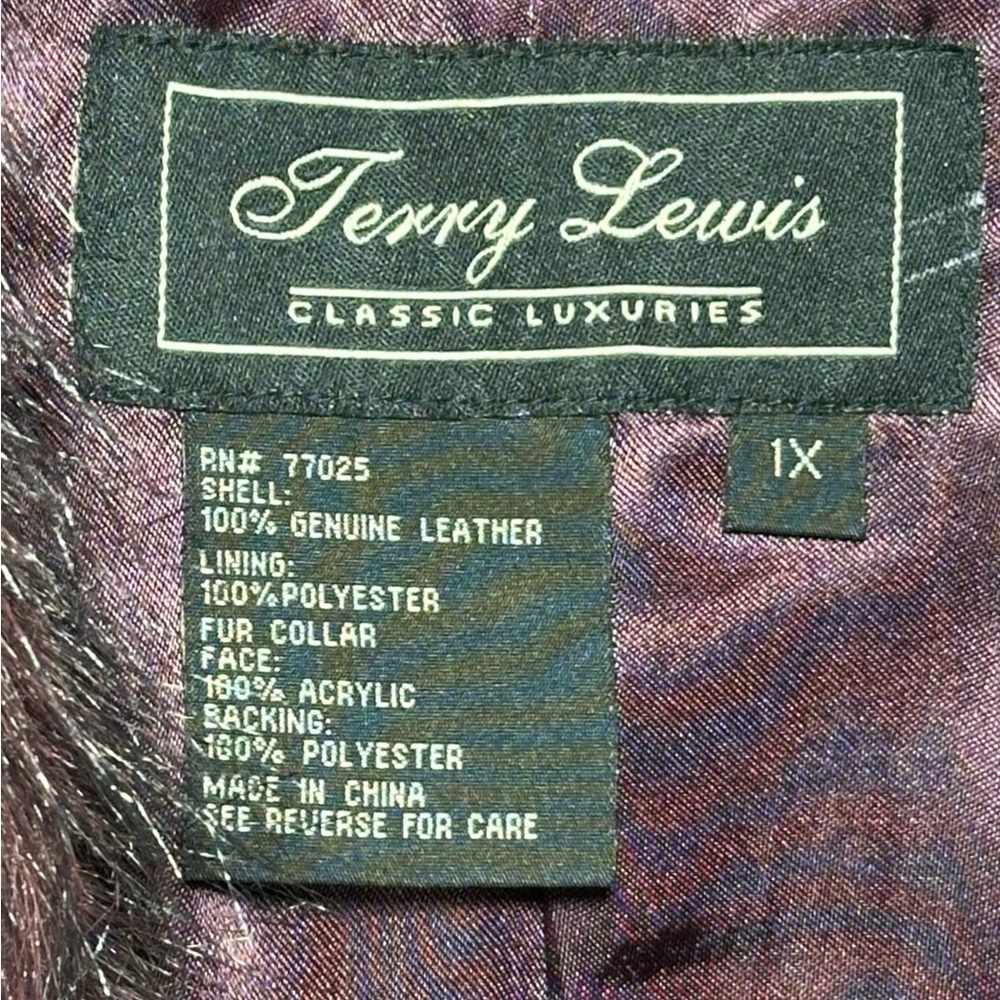 Terry Lewis
CLASSIC LUXURIES
1X
RN# 77025
SHELL:
100% GENUINE LEATHER
LINING:
100%POLYESTER
FUR COLLAR
FACE:
100% ACRYLIC
BACKING:
100% POLYESTER
MADE IN CHINA
SEE REVERSE FOR CARE